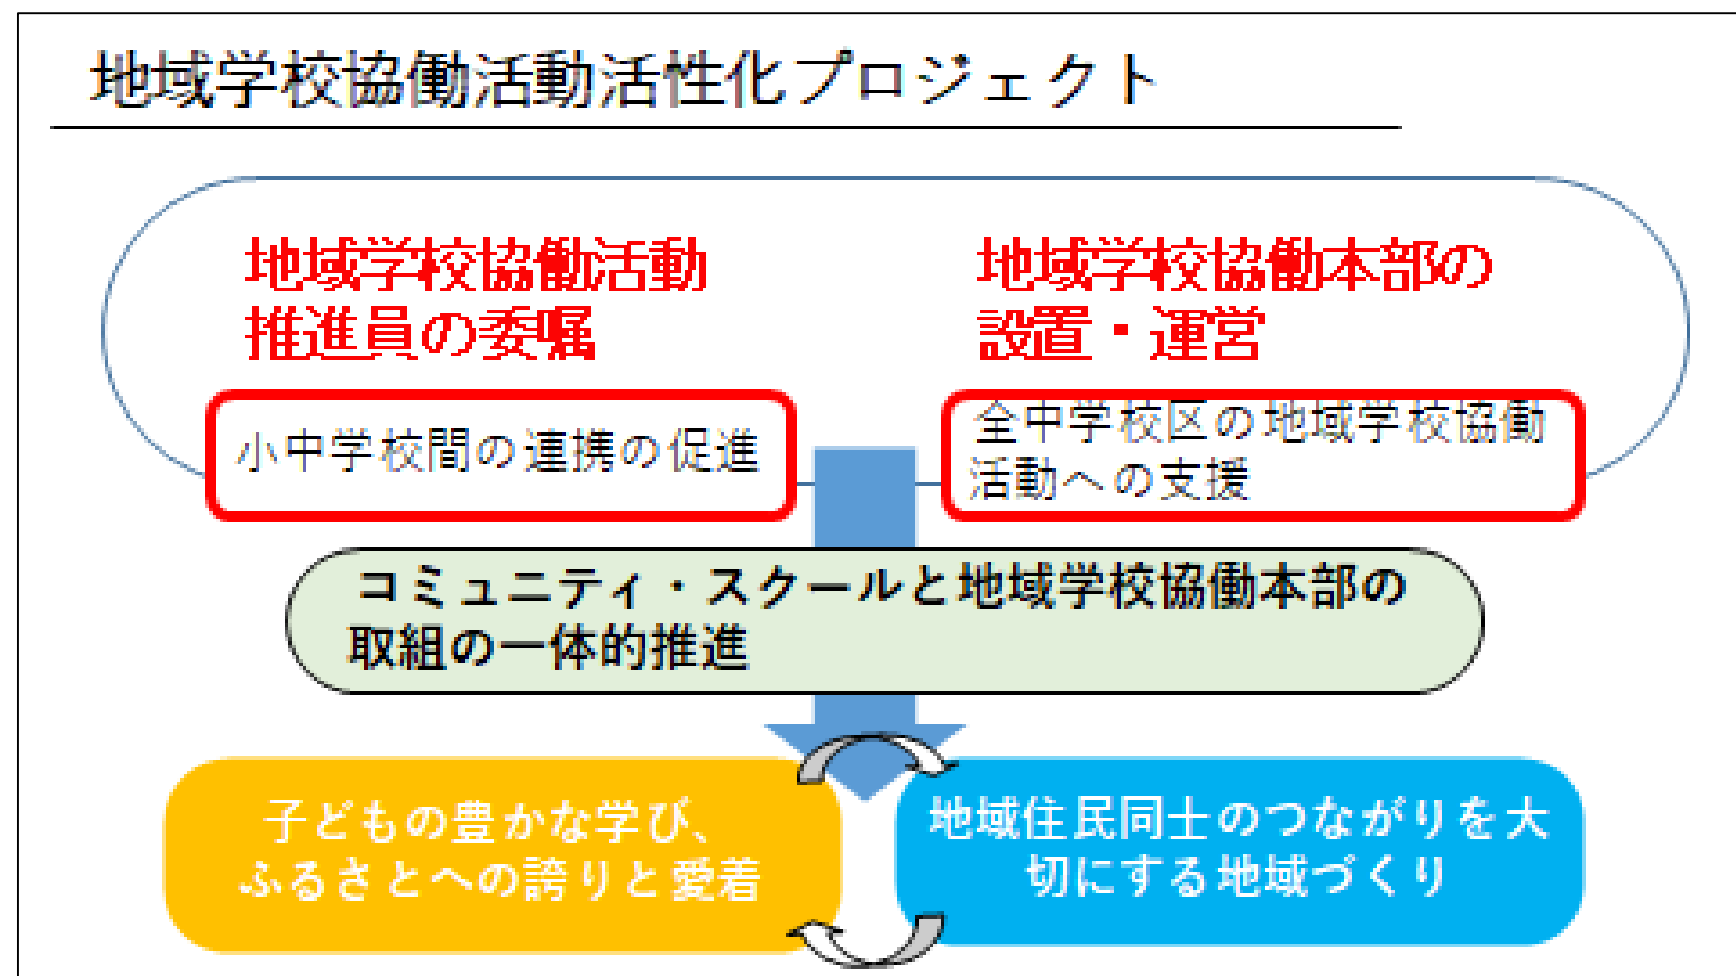 地域学校協働活動活性化プロジェクト
地域学校協働活動
推進員の委嘱
小中学校間の連携の促進
地域学校協働本部の
設置・運営
全中学校区の地域学校協働
活動への支援
コミュニティ・スクールと地域学校協働本部の
取組の一体的推進
子どもの豊かな学び、
ふるさとへの誇りと愛着
地域住民同士のつながりを大
切にする地域づくり